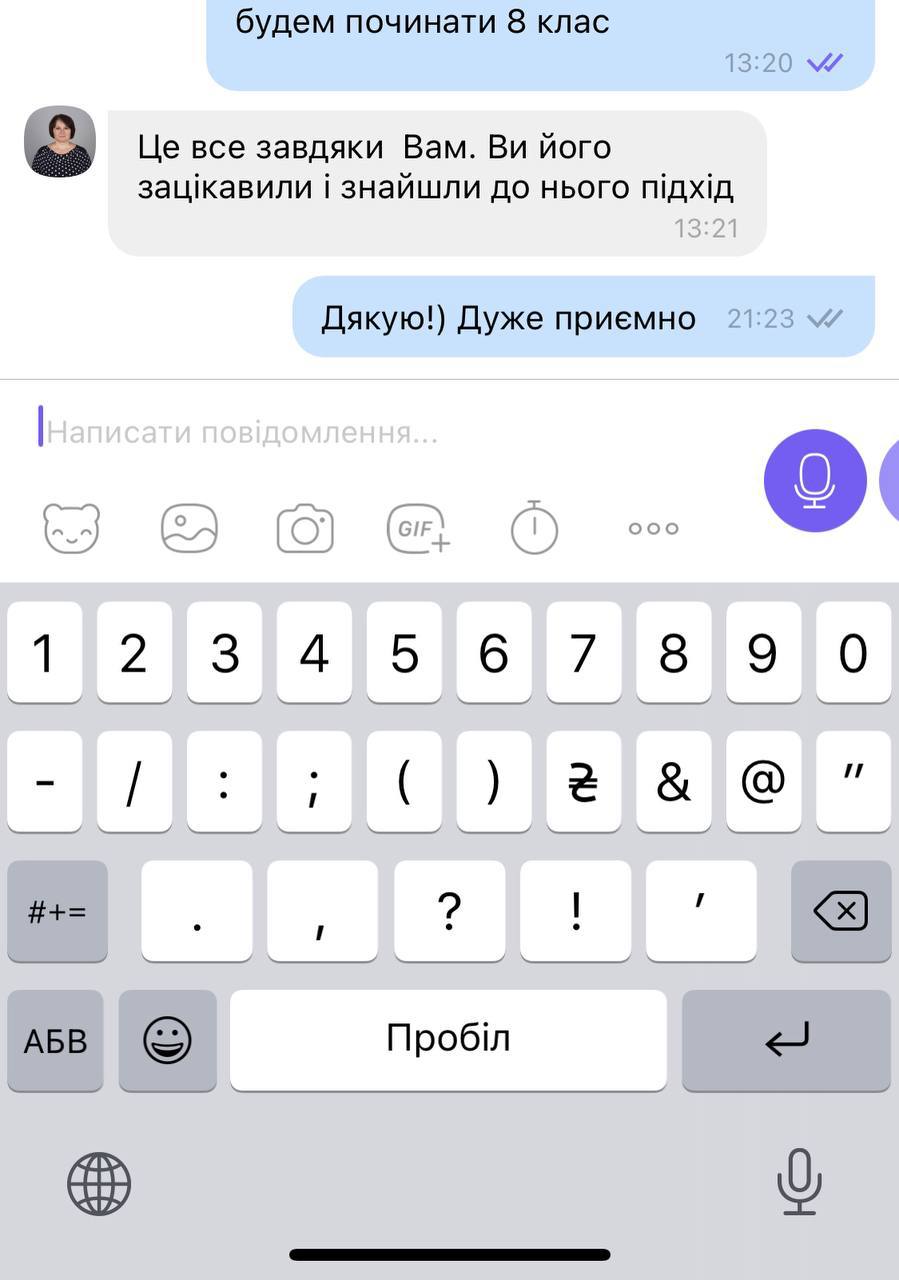 будем починати 8 клас
13:20
Це все завдяки Вам. Ви його
зацікавили і знайшли до нього підхід
13:21
Дякую!) Дуже приємно 21:23
Написати повідомлення...
GIF
1 2 3 4 5 6 7 8 9 0
- / : ; ( ) ₴ & @ "
#+= . , ? ! '
АБВ Пробіл